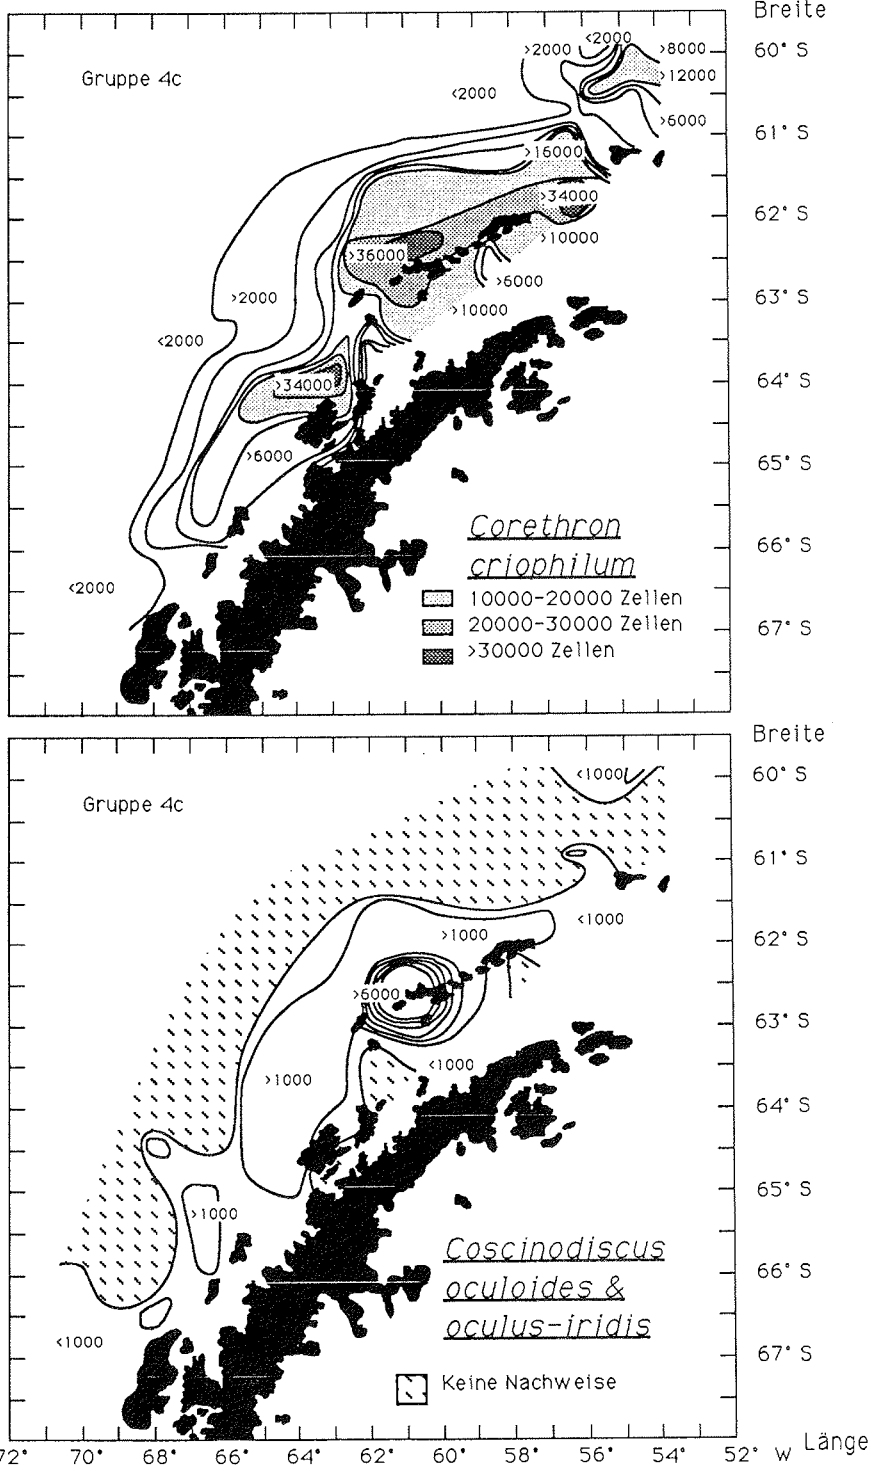 Breite
<2000
>2000
60° S
>8000
Gruppe 4c
>12000
<2000
>6000
61° S
>16000
>34000
62° S
>10000
>36000
>6000
>2000
63° S
>10000
<2000
64° S
>34000
>6000
65° S
Corethron
criophilum
66° S
<2000
10000-20000 Zellen
20000-30000 Zellen
>30000 Zellen
67° S
Breite
<1000
60° S
Gruppe 4c
61° S
<1000
>1000
62° S
>6000
63° S
<1000
>1000
64° S
65° S
>1000
Coscinodiscus
oculoides &
oculus-iridis
66° S
<1000
67° S
Keine Nachweise
72° 70° 68° 66° 64° 62° 60° 58° 56° 54° 52° W Länge